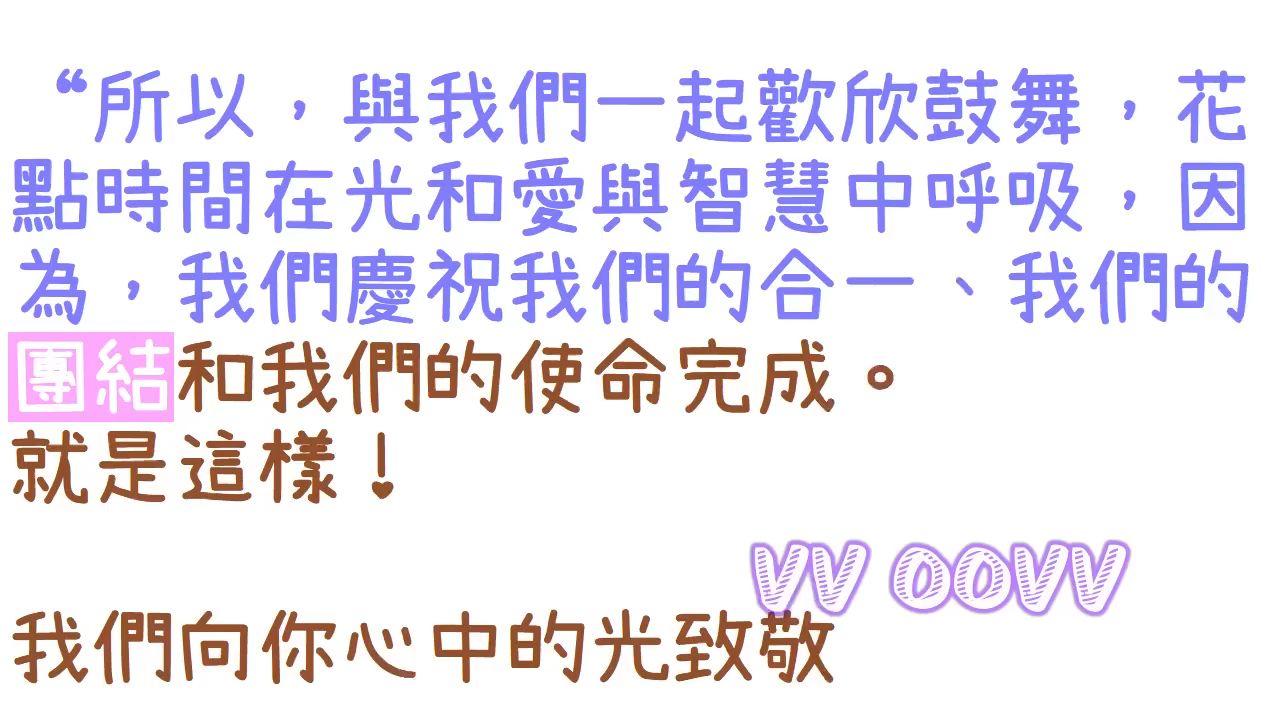 “所以，與我們一起歡欣鼓舞，花
點時間在光和愛與智慧中呼吸，因
為，我們慶祝我們的合一、我們的
團結和我們的使命完成。
就是這樣！
VV OOVV
我們向你心中的光致敬